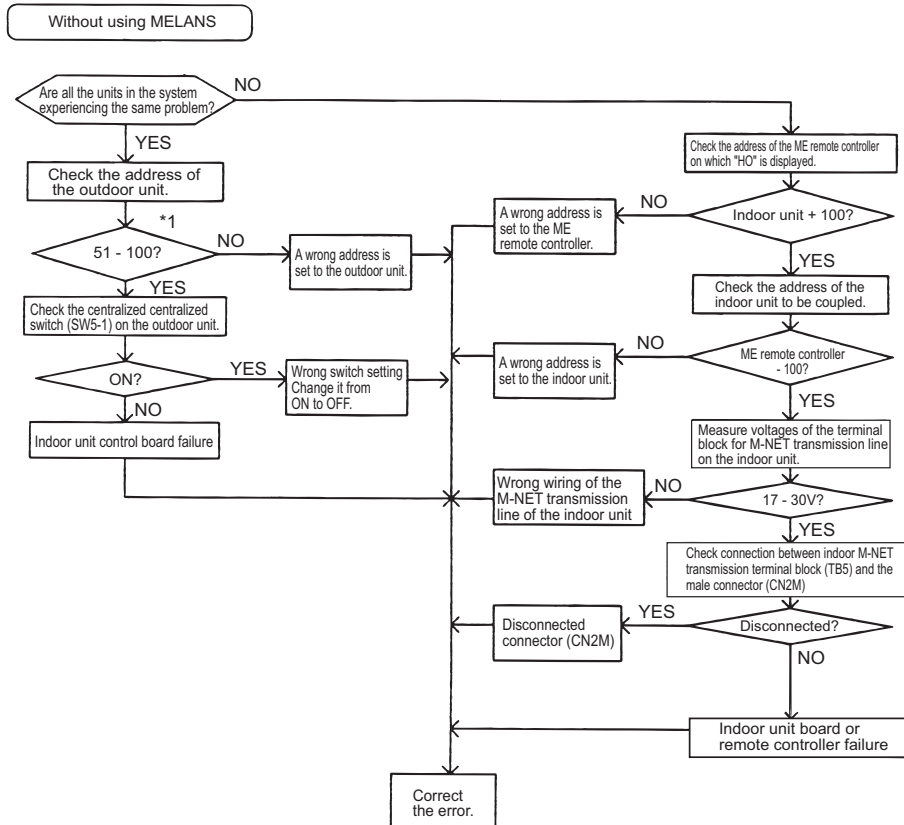 Without using MELANS
Are all the units in the system
experiencing the same problem?
NO
YES
Check the address of
the outdoor unit.
*1
51 - 100?
NO
A wrong address is
set to the outdoor unit.
YES
Check the centralized centralized
switch (SW5-1) on the outdoor unit.
ON?
YES
Wrong switch setting
Change it from
ON to OFF.
NO
Indoor unit control board failure
Check the address of the ME remote controller
on which "HO" is displayed.
Indoor unit + 100?
NO
A wrong address is
set to the ME
remote controller.
YES
Check the address of the
indoor unit to be coupled.
ME remote controller
- 100?
NO
A wrong address is
set to the indoor unit.
YES
Measure voltages of the terminal
block for M-NET transmission line
on the indoor unit.
17 - 30V?
NO
Wrong wiring of the
M-NET transmission
line of the indoor unit
YES
Check connection between indoor M-NET
transmission terminal block (TB5) and the
male connector (CN2M)
Disconnected?
YES
Disconnected
connector (CN2M)
NO
Indoor unit board or
remote controller failure
Correct
the error.